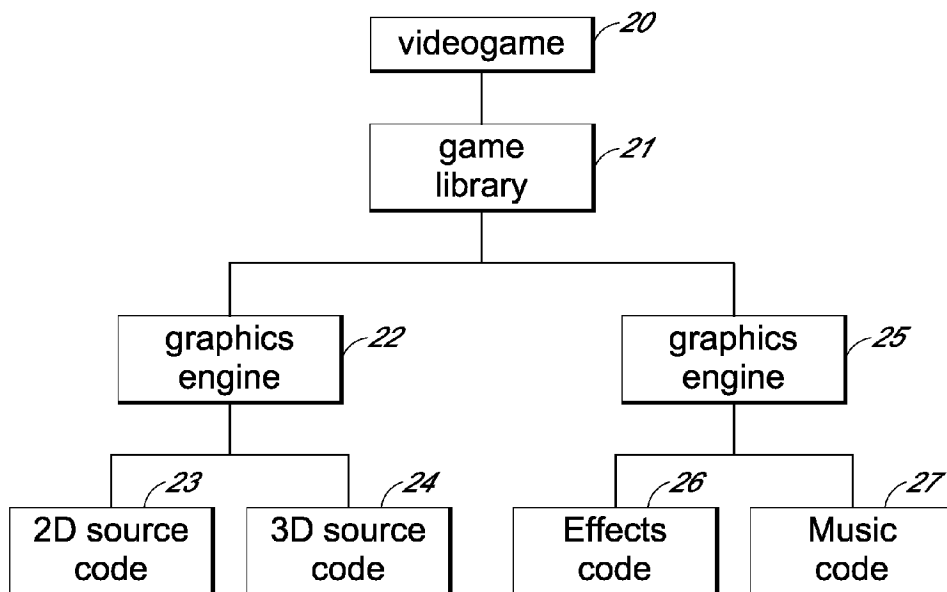 videogame
20
game
library
21
graphics
engine
22
graphics
engine
25
2D source
code
23
3D source
code
24
Effects
code
26
Music
code
27